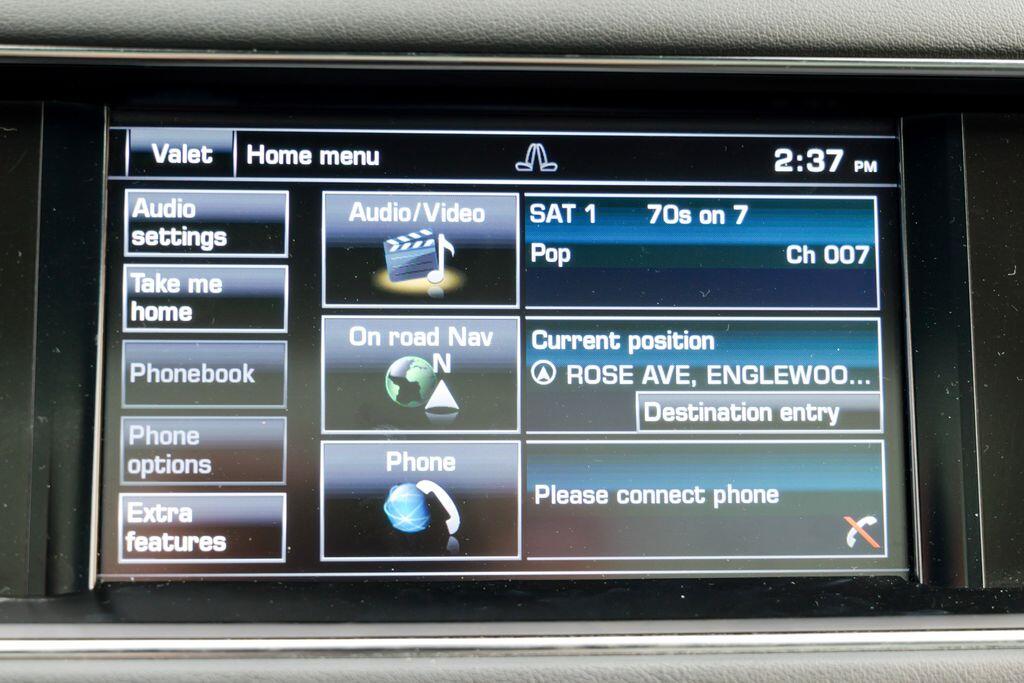 Valet Home menu 2:37 PM
Audio
settings
Take me
home
Phonebook
Phone
options
Extra
features
Audio/Video
On road Nav
N
Phone
SAT 1 70s on 7
Pop Ch 007
Current position
ROSE AVE, ENGLEWOO...
Destination entry
Please connect phone